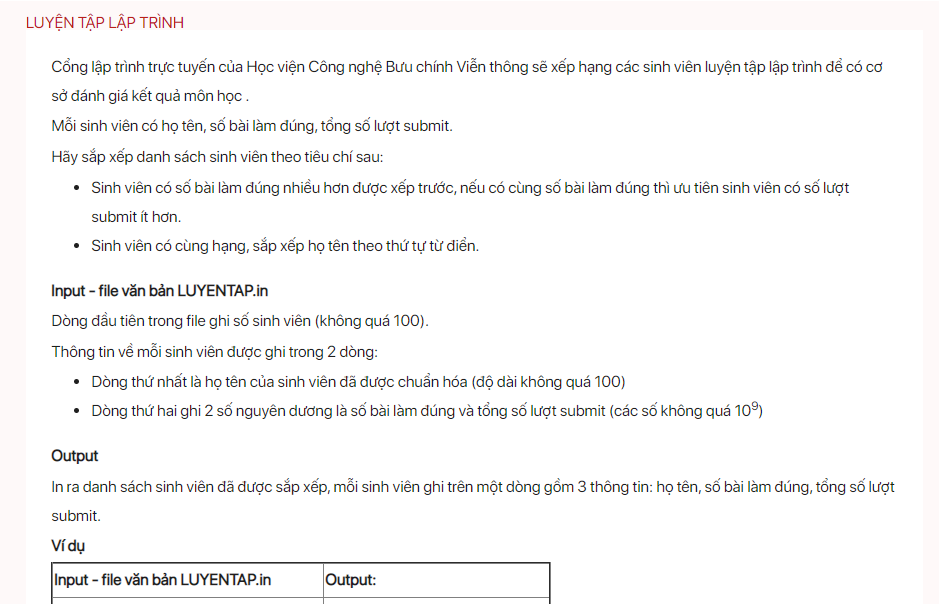 LUYỆN TẬP LẬP TRÌNH
Cổng lập trình trực tuyến của Học viện Công nghệ Bưu chính Viễn thông sẽ xếp hạng các sinh viên luyện tập lập trình để có cơ
sở đánh giá kết quả môn học .
Mỗi sinh viên có họ tên, số bài làm đúng, tổng số lượt submit.
Hãy sắp xếp danh sách sinh viên theo tiêu chí sau:
• Sinh viên có số bài làm đúng nhiều hơn được xếp trước, nếu có cùng số bài làm đúng thì ưu tiên sinh viên có số lượt
submit ít hơn.
• Sinh viên có cùng hạng, sắp xếp họ tên theo thứ tự từ điển.
Input - file văn bản LUYENTAP.in
Dòng đầu tiên trong file ghi số sinh viên (không quá 100).
Thông tin về mỗi sinh viên được ghi trong 2 dòng:
• Dòng thứ nhất là họ tên của sinh viên đã được chuẩn hóa (độ dài không quá 100)
• Dòng thứ hai ghi 2 số nguyên dương là số bài làm đúng và tổng số lượt submit (các số không quá 10⁹)
Output
In ra danh sách sinh viên đã được sắp xếp, mỗi sinh viên ghi trên một dòng gồm 3 thông tin: họ tên, số bài làm đúng, tổng số lượt
submit.
Ví dụ
Input - file văn bản LUYENTAP.in Output: